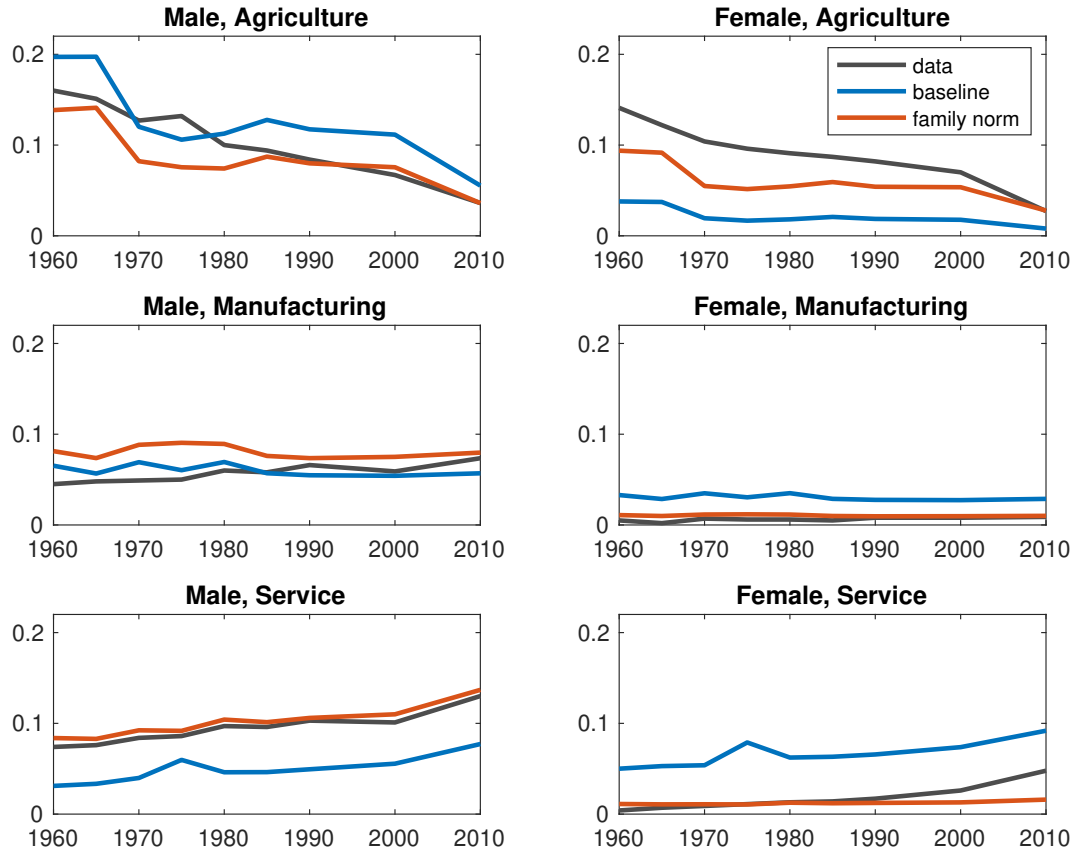 Male, Agriculture
0.2
0.1
0
1960 1970 1980 1990 2000 2010
Female, Agriculture
data
baseline
family norm
0.2
0.1
0
1960 1970 1980 1990 2000 2010
Male, Manufacturing
0.2
0.1
0
1960 1970 1980 1990 2000 2010
Female, Manufacturing
0.2
0.1
0
1960 1970 1980 1990 2000 2010
Male, Service
0.2
0.1
0
1960 1970 1980 1990 2000 2010
Female, Service
0.2
0.1
0
1960 1970 1980 1990 2000 2010